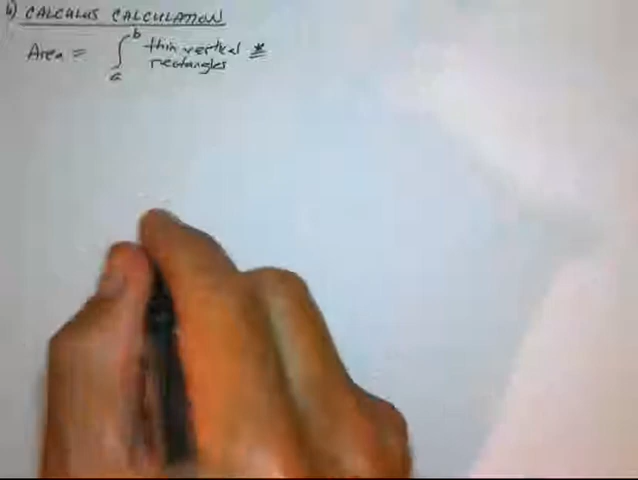 b) CALCULUS CALCULATION
Area = ∫ₐᵇ thin vertical *
rectangles